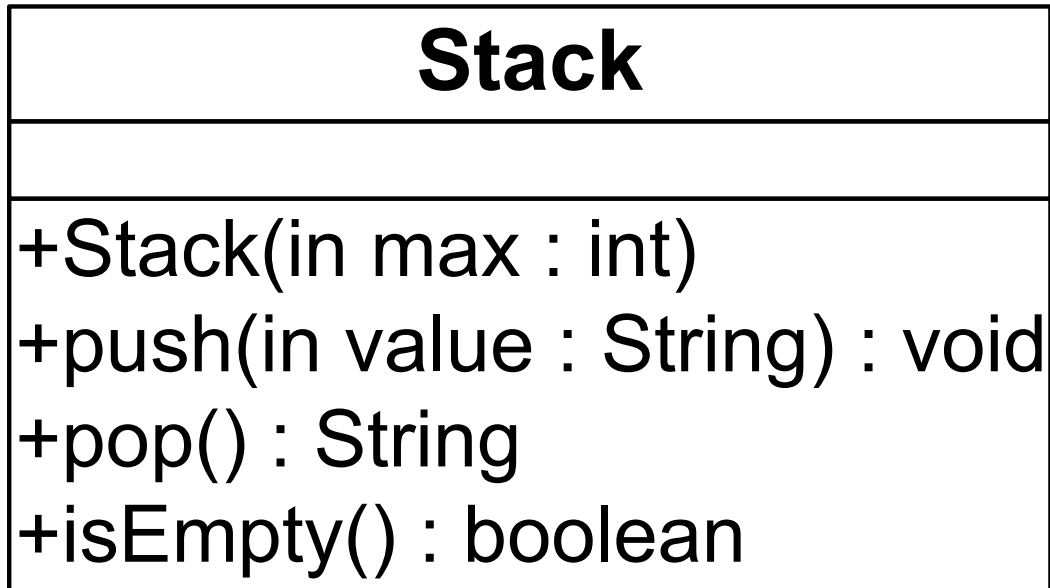 Stack
+Stack(in max : int)
+push(in value : String) : void
+pop() : String
+isEmpty() : boolean